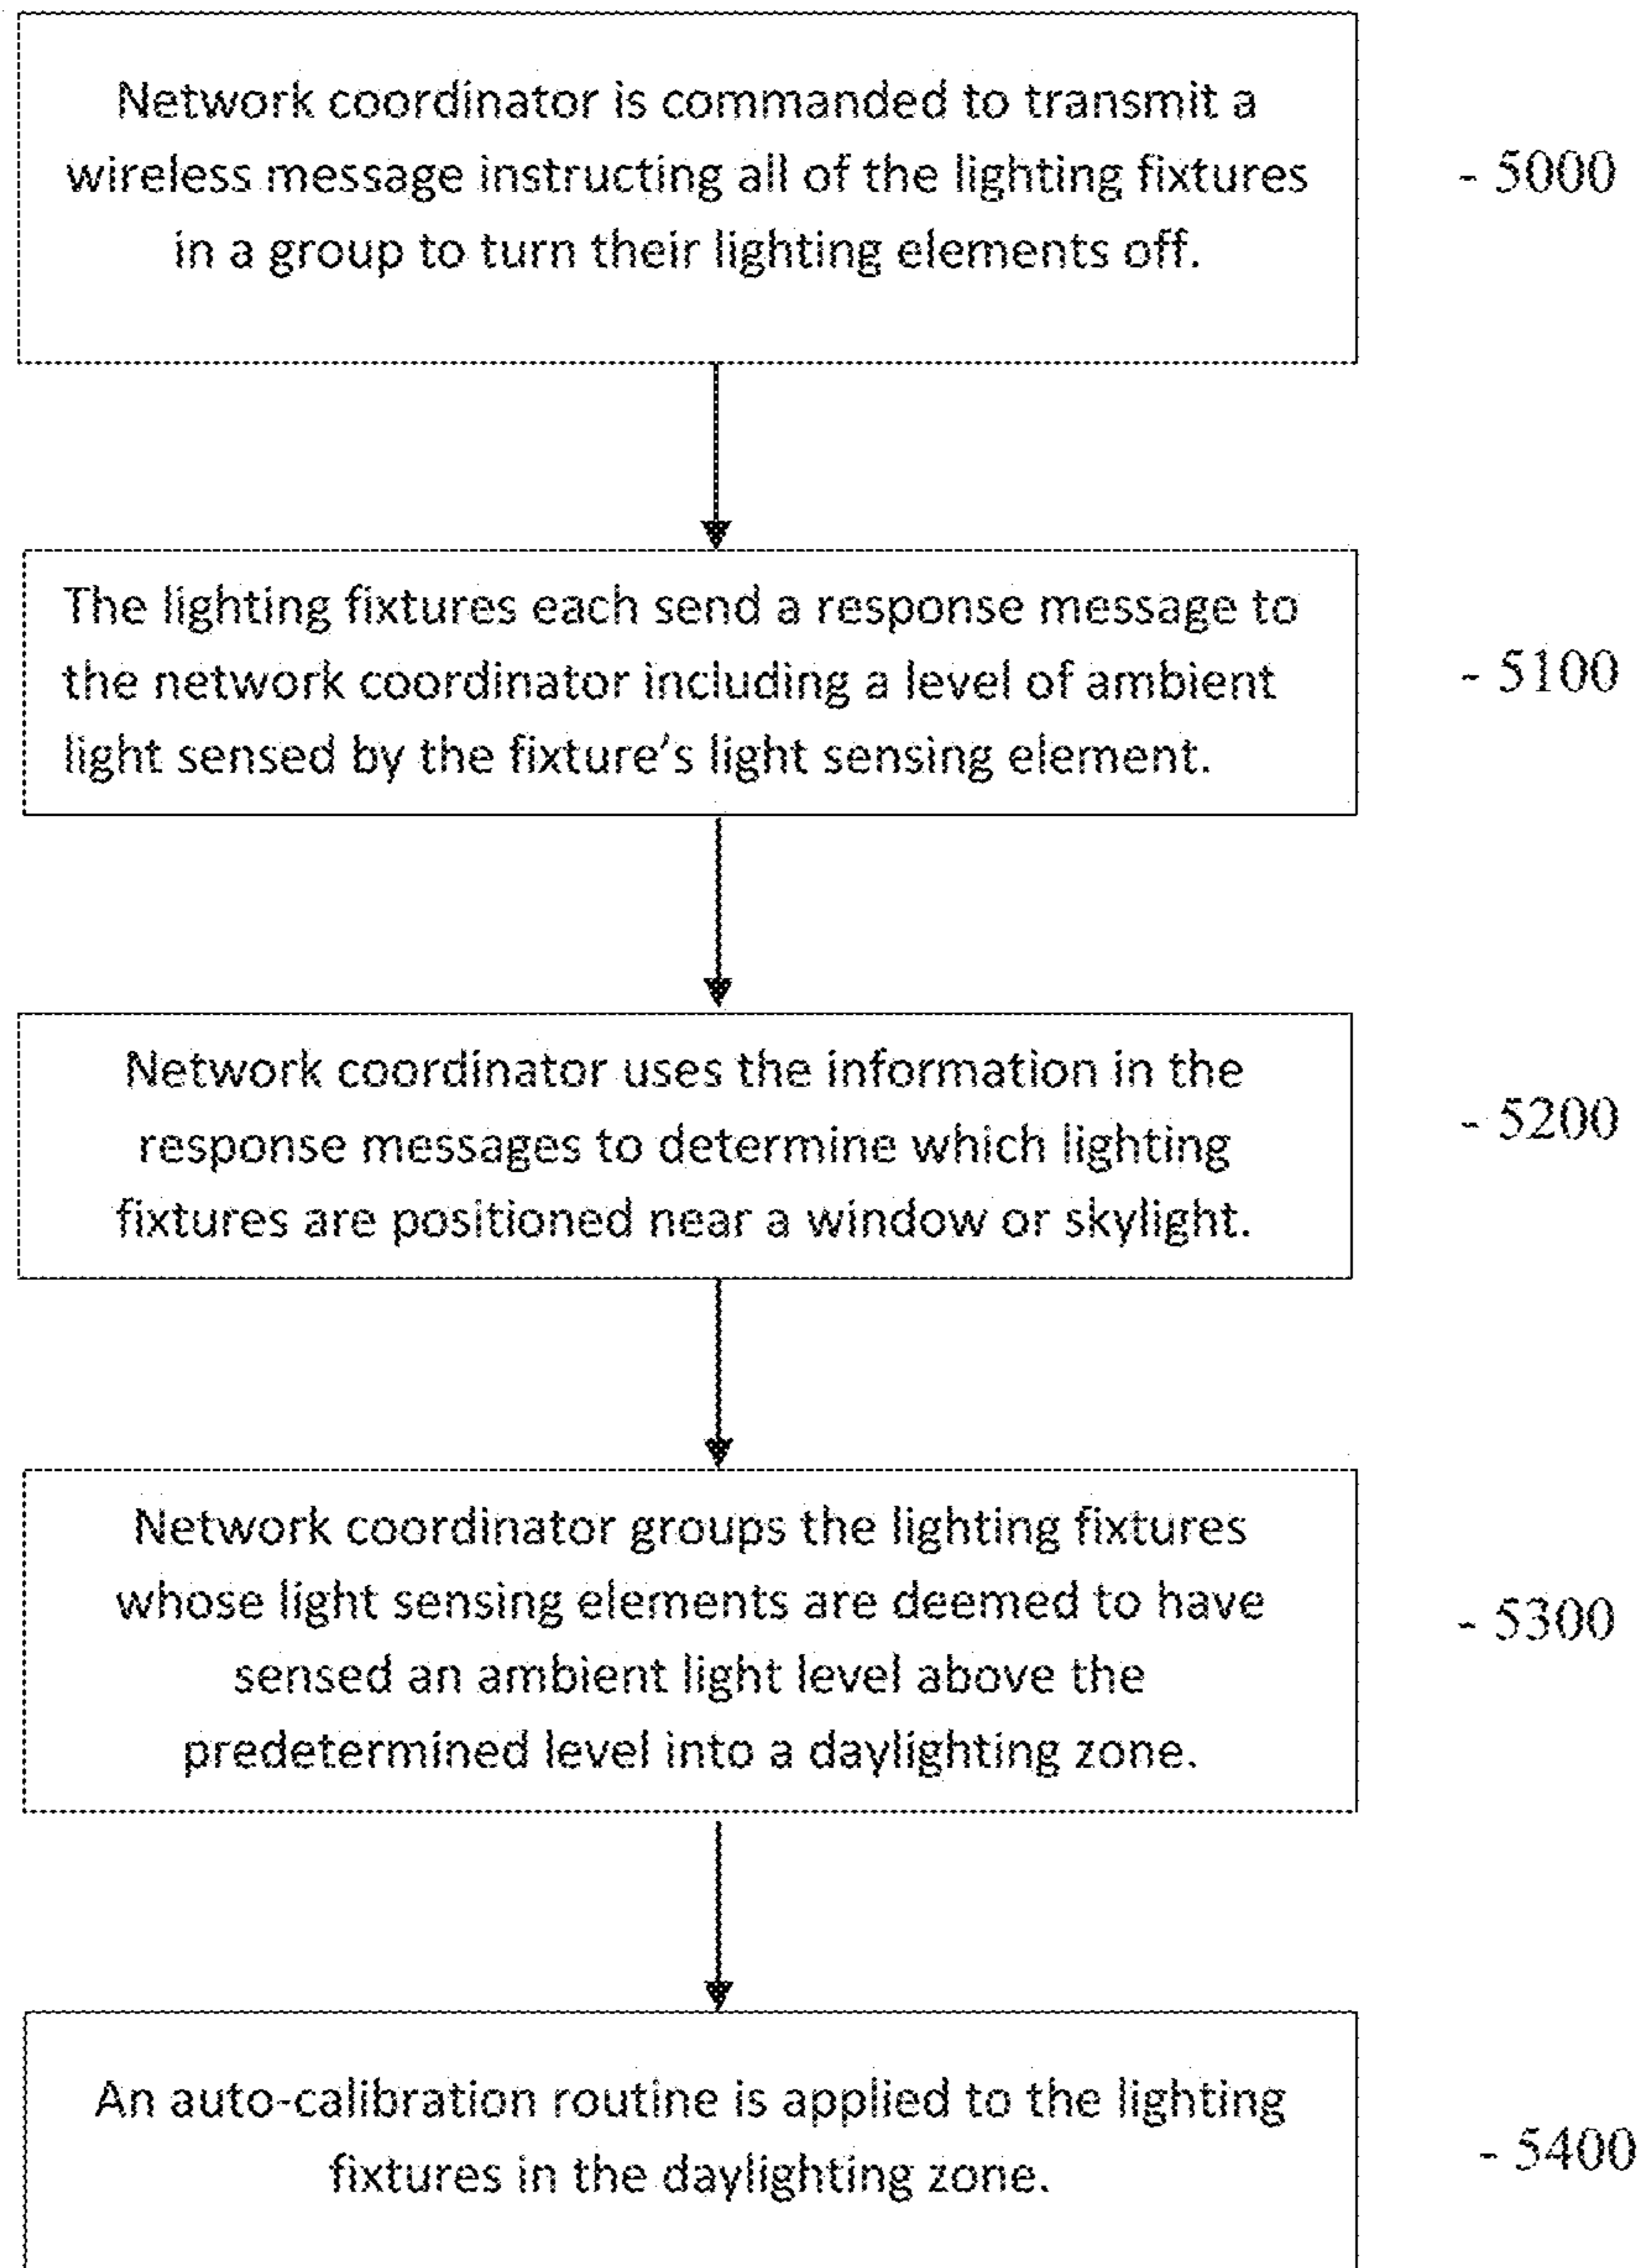 Network coordinator is commanded to transmit a
wireless message instructing all of the lighting fixtures
in a group to turn their lighting elements off.
- 5000
The lighting fixtures each send a response message to
the network coordinator including a level of ambient
light sensed by the fixture's light sensing element.
- 5100
Network coordinator uses the information in the
response messages to determine which lighting
fixtures are positioned near a window or skylight.
- 5200
Network coordinator groups the lighting fixtures
whose light sensing elements are deemed to have
sensed an ambient light level above the
predetermined level into a daylighting zone.
- 5300
An auto-calibration routine is applied to the lighting
fixtures in the daylighting zone.
- 5400